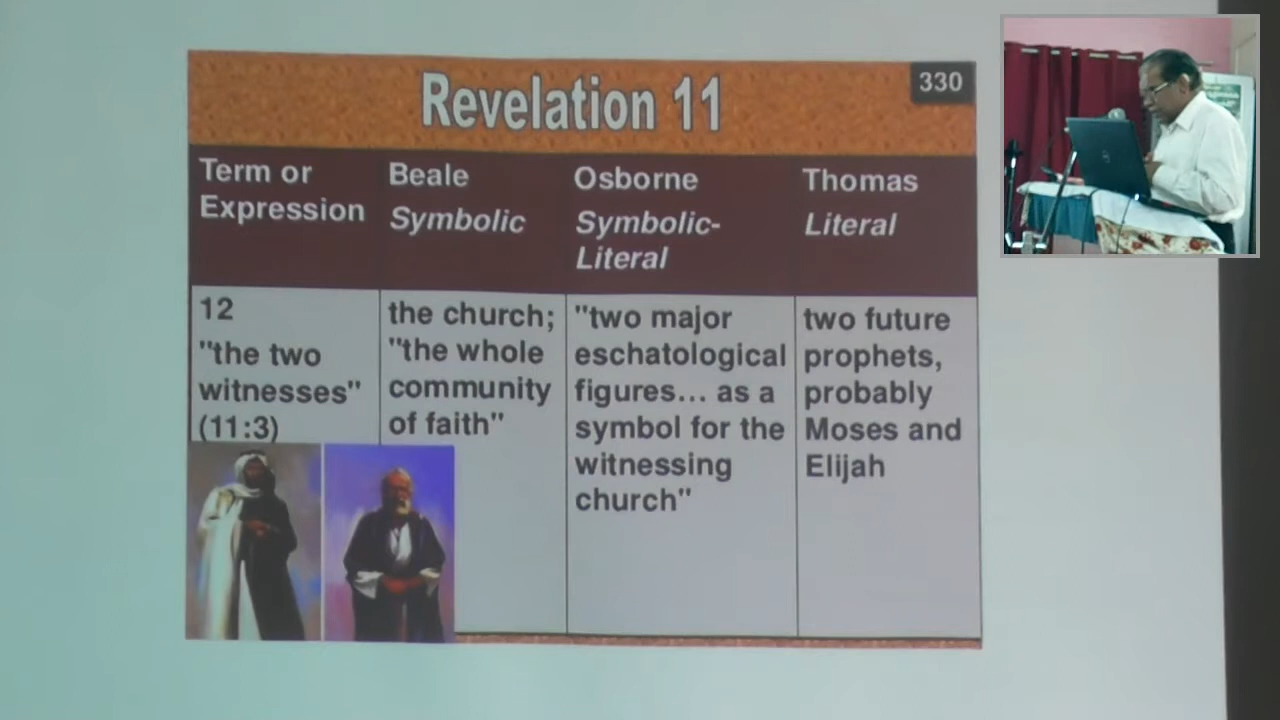 Revelation 11
330
Term or
Expression
Beale
Symbolic
Osborne
Symbolic-
Literal
Thomas
Literal
12
"the two
witnesses"
(11:3)
the church;
"the whole
community
of faith"
"two major
eschatological
figures... as a
symbol for the
witnessing
church"
two future
prophets,
probably
Moses and
Elijah